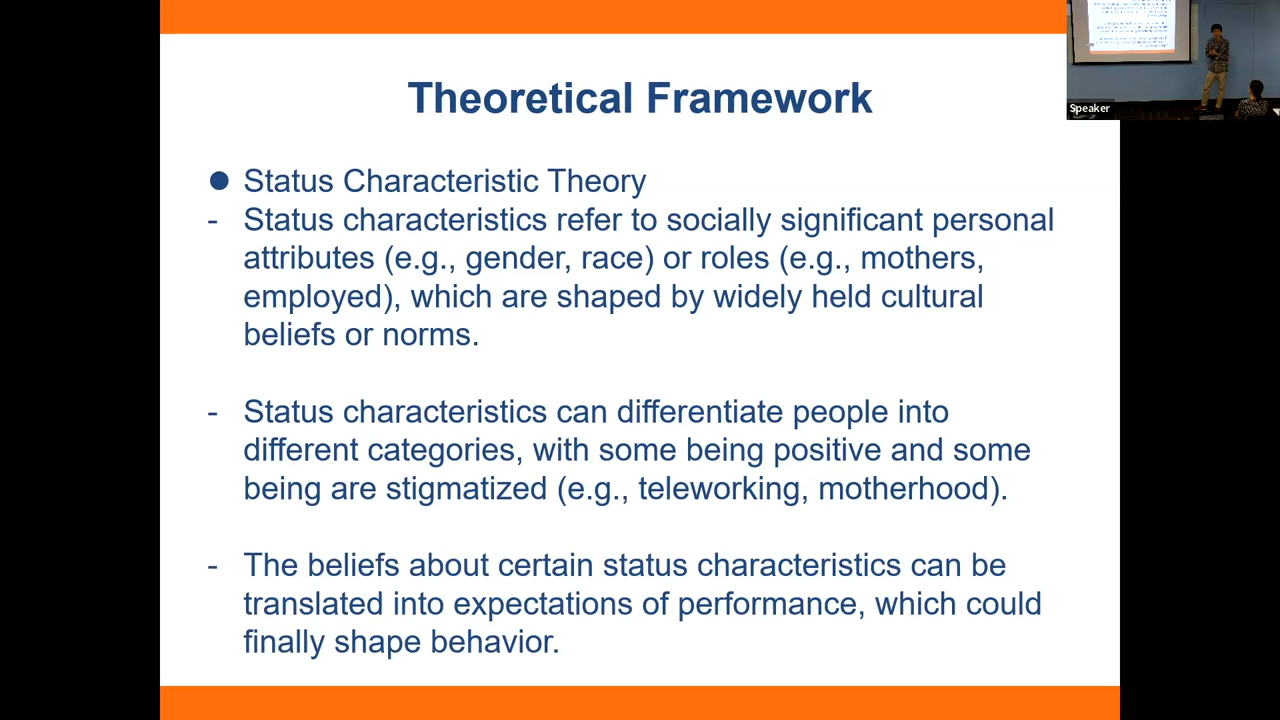 Theoretical Framework
● Status Characteristic Theory
- Status characteristics refer to socially significant personal
attributes (e.g., gender, race) or roles (e.g., mothers,
employed), which are shaped by widely held cultural
beliefs or norms.
- Status characteristics can differentiate people into
different categories, with some being positive and some
being are stigmatized (e.g., teleworking, motherhood).
- The beliefs about certain status characteristics can be
translated into expectations of performance, which could
finally shape behavior.
Speaker